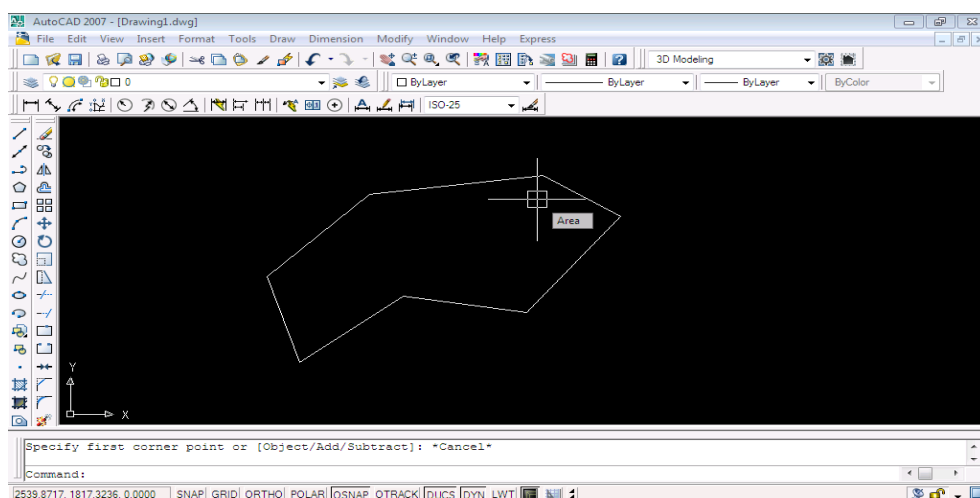 AutoCAD 2007 - [Drawing1.dwg]
File Edit View Insert Format Tools Draw Dimension Modify Window Help Express
3D Modeling
0 ByLayer ByLayer ByLayer ByColor
ISO-25
Area
Y
X
Specify first corner point or [Object/Add/Subtract]: *Cancel*
Command:
2539.8717, 1817.3236, 0.0000 SNAP GRID ORTHO POLAR OSNAP OTRACK DUCS DYN LWT